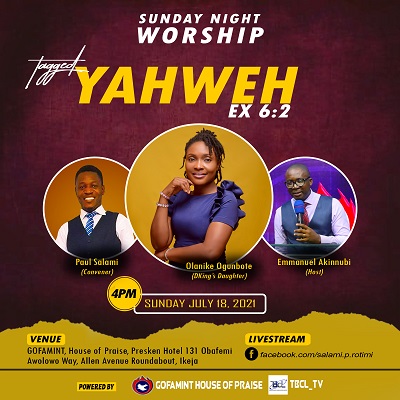 SUNDAY NIGHT
WORSHIP
Tagged
YAHWEH
EX 6:2
Paul Salami
(Convener)
Olanike Ogunbote
(DKing's Daughter)
Emmanuel Akinnubi
(Host)
4PM
SUNDAY JULY 18, 2021
VENUE
GOFAMINT, House of Praise, Presken Hotel 131 Obafemi
Awolowo Way, Allen Avenue Roundabout, Ikeja
LIVESTREAM
facebook.com/salami.p.rotimi
POWERED BY
GOFAMINT HOUSE OF PRAISE
TBCL_TV